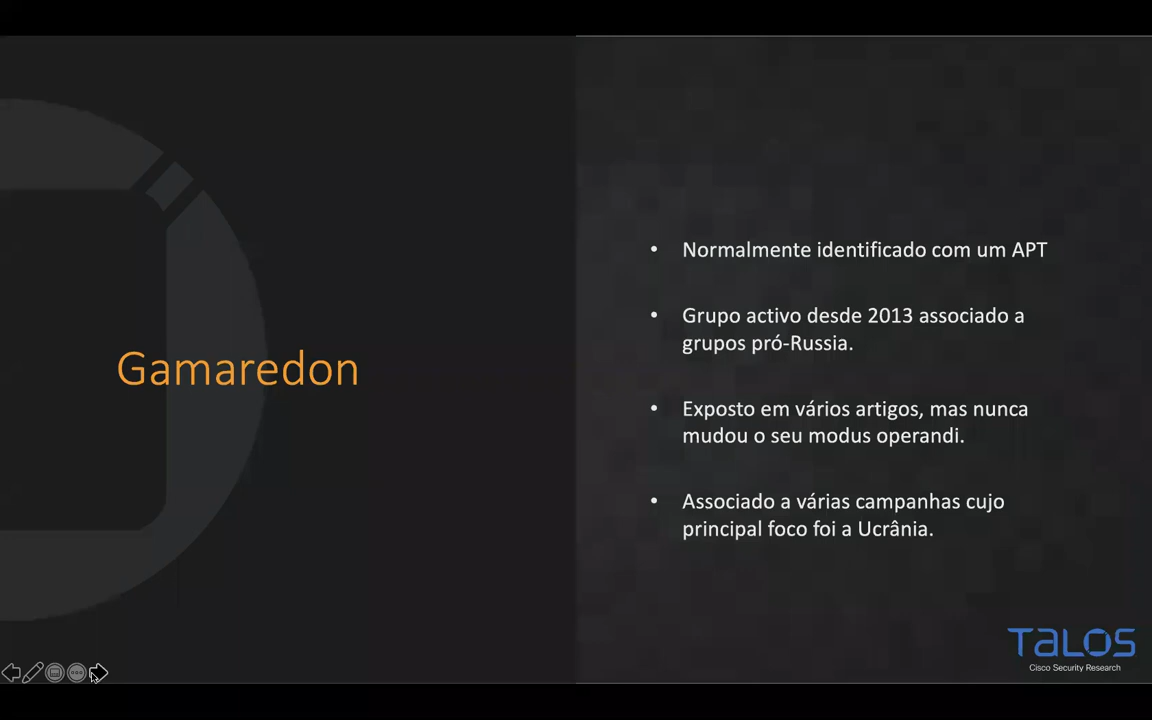 Gamaredon
• Normalmente identificado com um APT
• Grupo activo desde 2013 associado a
grupos pró-Russia.
• Exposto em vários artigos, mas nunca
mudou o seu modus operandi.
• Associado a várias campanhas cujo
principal foco foi a Ucrânia.
TALOS
Cisco Security Research